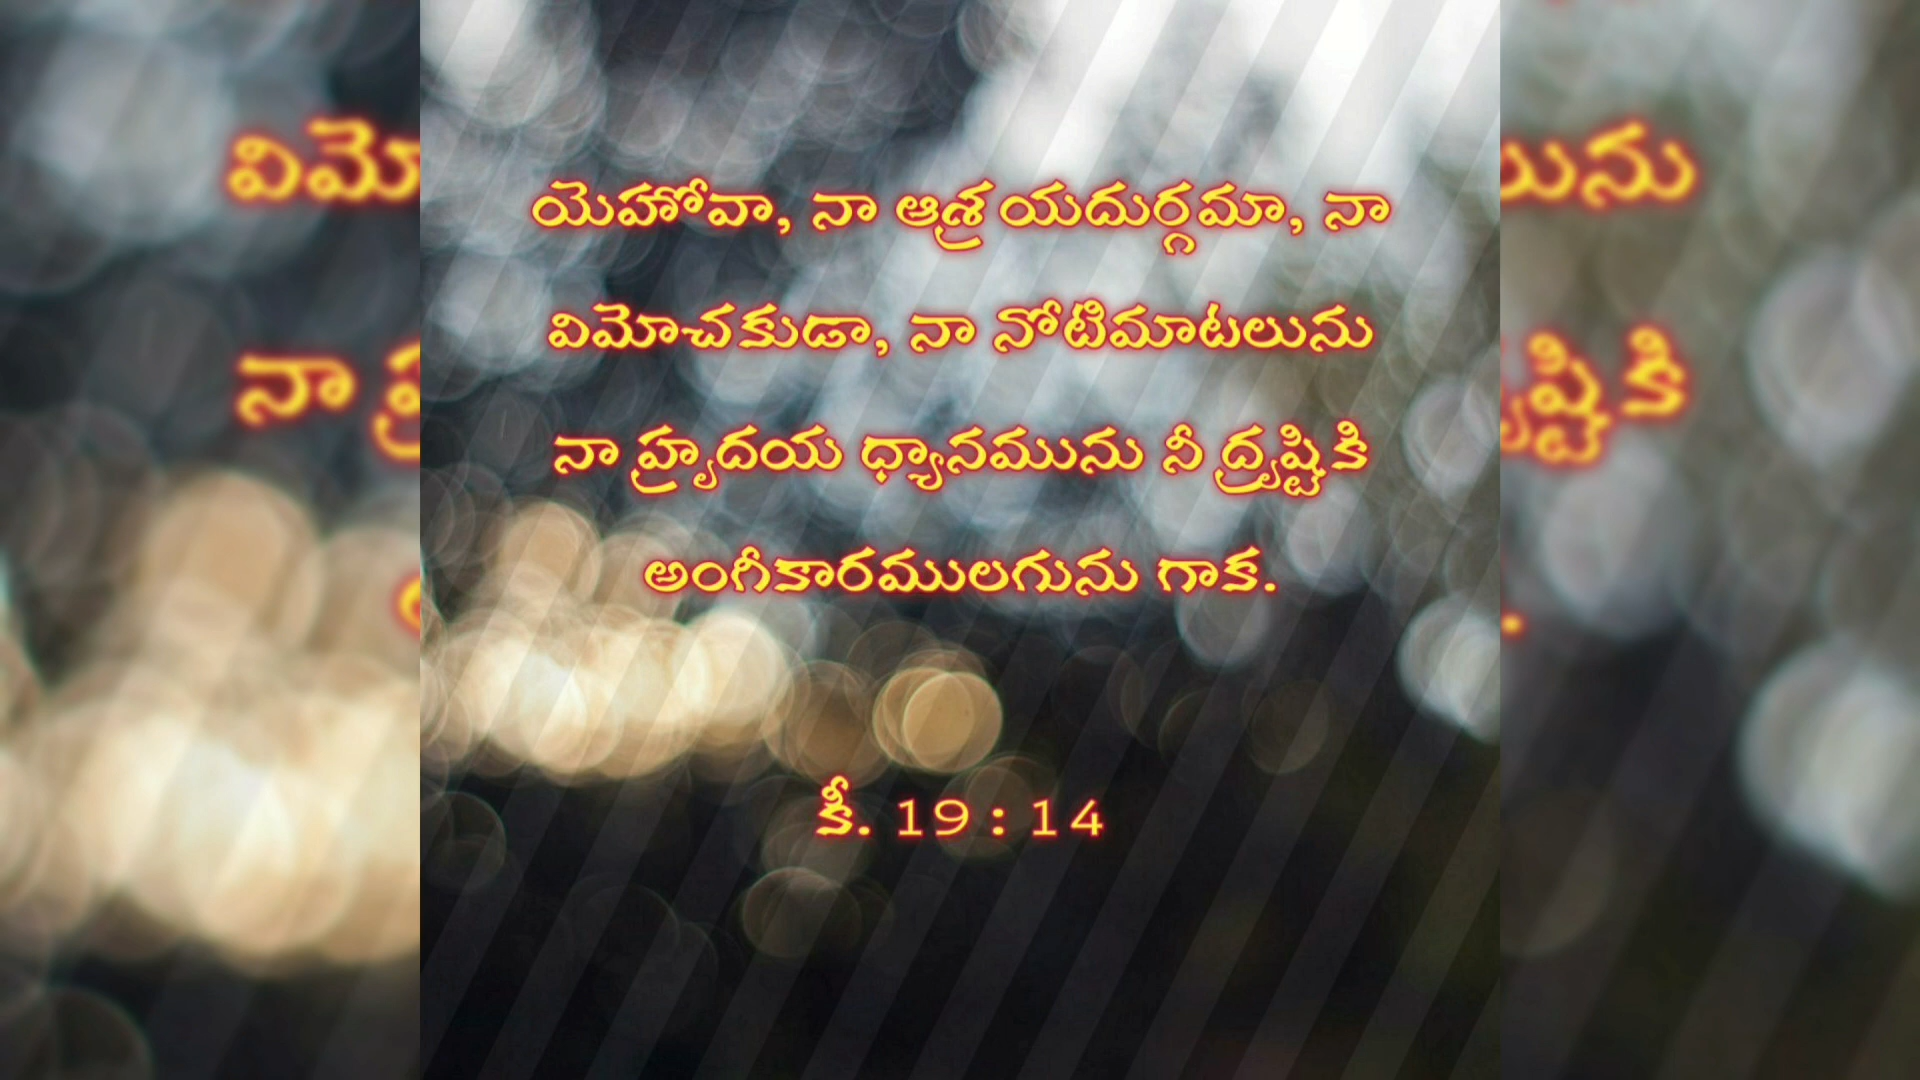 యెహోవా, నా ఆశ్రయదుర్గమా, నా
విమోచకుడా, నా నోటిమాటలును
నా హ్రృదయ ధ్యానమును నీ ద్రృష్టికి
అంగీకారములగును గాక.
కీ. 19 : 14